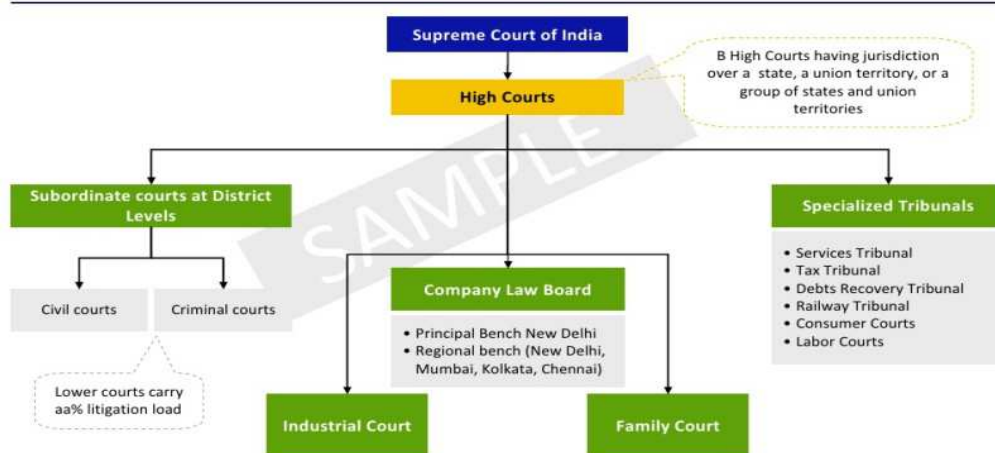 Supreme Court of India
B High Courts having jurisdiction
over a state, a union territory, or a
group of states and union
territories
High Courts
SAMPLE
Subordinate courts at District
Levels
Specialized Tribunals
• Services Tribunal
• Tax Tribunal
• Debts Recovery Tribunal
• Railway Tribunal
• Consumer Courts
• Labor Courts
Civil courts
Criminal courts
Company Law Board
• Principal Bench New Delhi
• Regional bench (New Delhi,
Mumbai, Kolkata, Chennai)
Lower courts carry
aa% litigation load
Industrial Court
Family Court